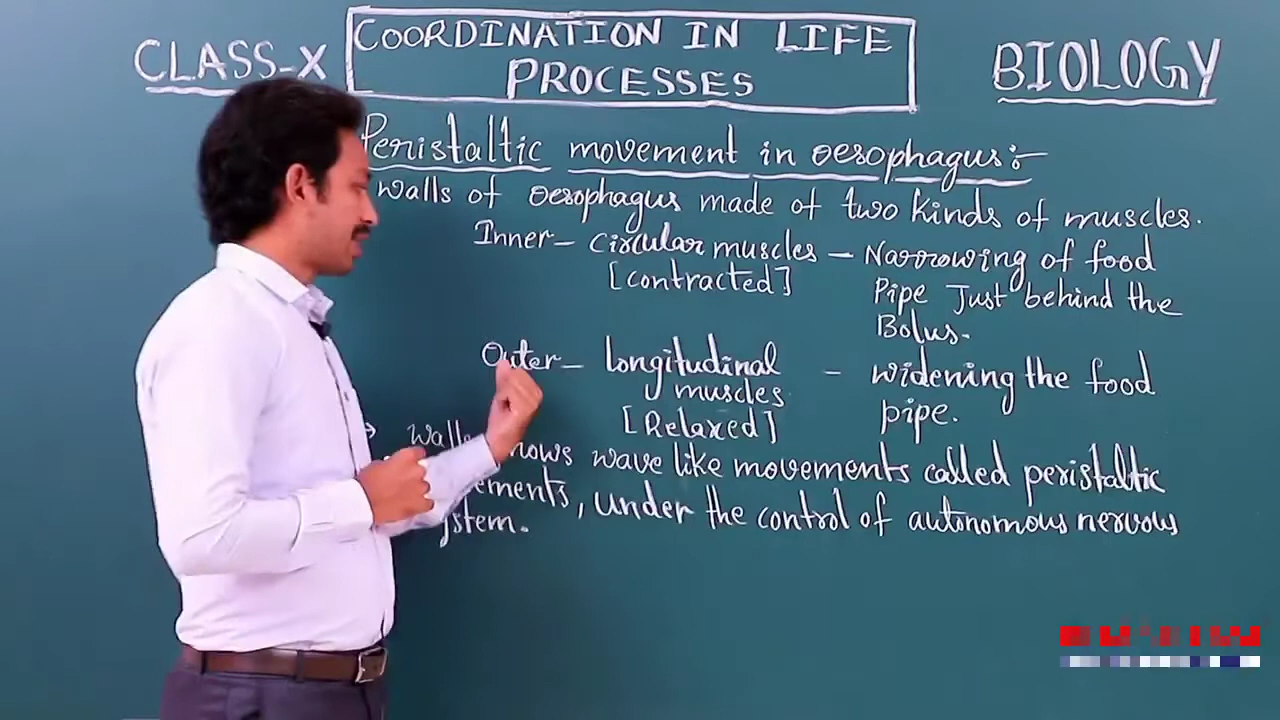 CLASS-X
COORDINATION IN LIFE
PROCESSES
BIOLOGY
Peristaltic movement in oesophagus:-
walls of oesophagus made of two kinds of muscles.
Inner- Circular muscles - Narrowing of food
[contracted]
Pipe Just behind the
Bolus.
Outer- longitudinal - widening the food
muscles
pipe.
[Relaxed]
wave like movements called peristaltic
, under the control of autonomous nervous